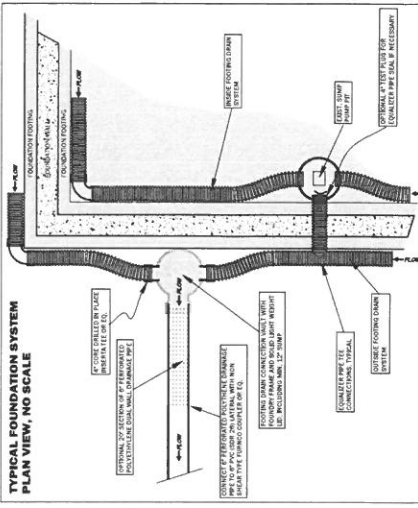 TYPICAL FOUNDATION SYSTEM
PLAN VIEW, NO SCALE
FLOW
FOUNDATION FOOTING
FOUNDATION
FOUNDATION FOOTING
FLOW
INSIDE FOOTING DRAIN
SYSTEM
EXIST. SUMP
PUMP PIT
OPTIONAL 4" TEST PLUG FOR
EQUALIZER PIPE SEAL IF NECESSARY
4" CORE DRILLED IN PLACE
INSERTA TEE OR EQ.
OPTIONAL 20' SECTION OF 6" PERFORATED
POLYETHYLENE DUAL WALL DRAINAGE PIPE
FLOW
FLOW
CONNECT 6" PERFORATED POLYTHENE DRAINAGE
PIPE TO 6" PVC (SDR 26) LATERAL WITH NON
SHEAR TYPE FURNCO COUPLER OR EQ.
FOOTING DRAIN CONNECTION VAULT WITH
FOUNDRY FRAME AND SOLID LIGHT WEIGHT
LID INCLUDING MIN. 12" SUMP
EQUALIZER PIPE TEE
CONNECTIONS, TYPICAL
OUTSIDE FOOTING DRAIN
SYSTEM
FLOW
FLOW